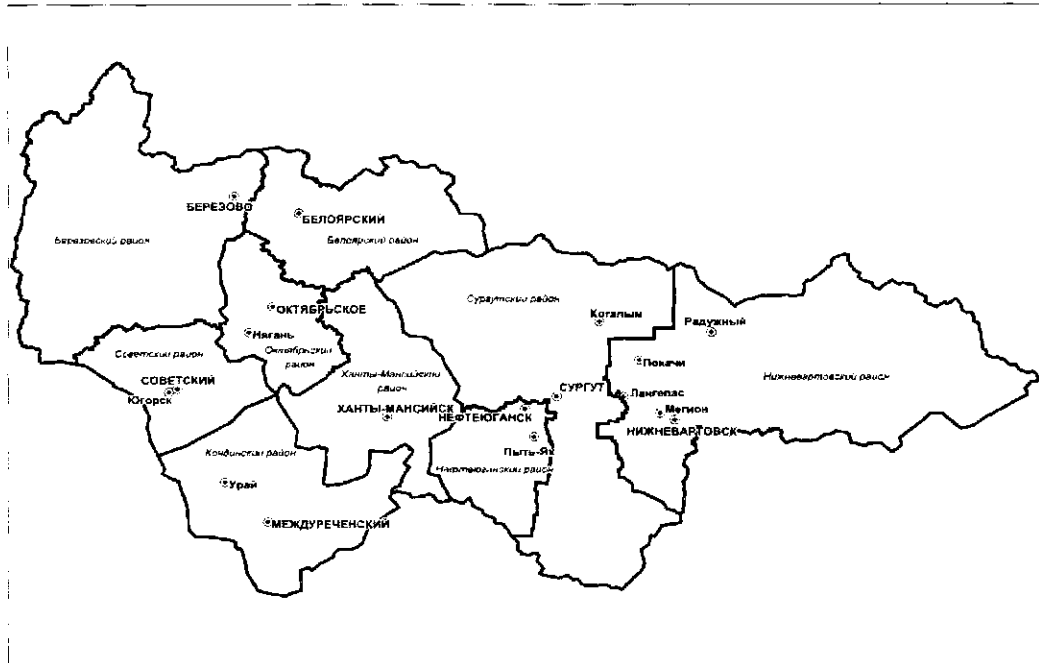 БЕРЕЗОВО
БЕЛОЯРСКИЙ
Березовский район
Белоярский район
Сургутский район
ОКТЯБРЬСКОЕ
Когалым
Радужный
Нягань
Октябрьский
район
Советский район
Покачи
Ханты-Мансийский
район
Нижневартовский район
СОВЕТСКИЙ
Югорск
СУРГУТ
Лангепас
ХАНТЫ-МАНСИЙСК
НЕФТЕЮГАНСК
Мегион
НИЖНЕВАРТОВСК
Кондинский район
Пыть-Ях
Нефтеюганский район
Урай
МЕЖДУРЕЧЕНСКИЙ